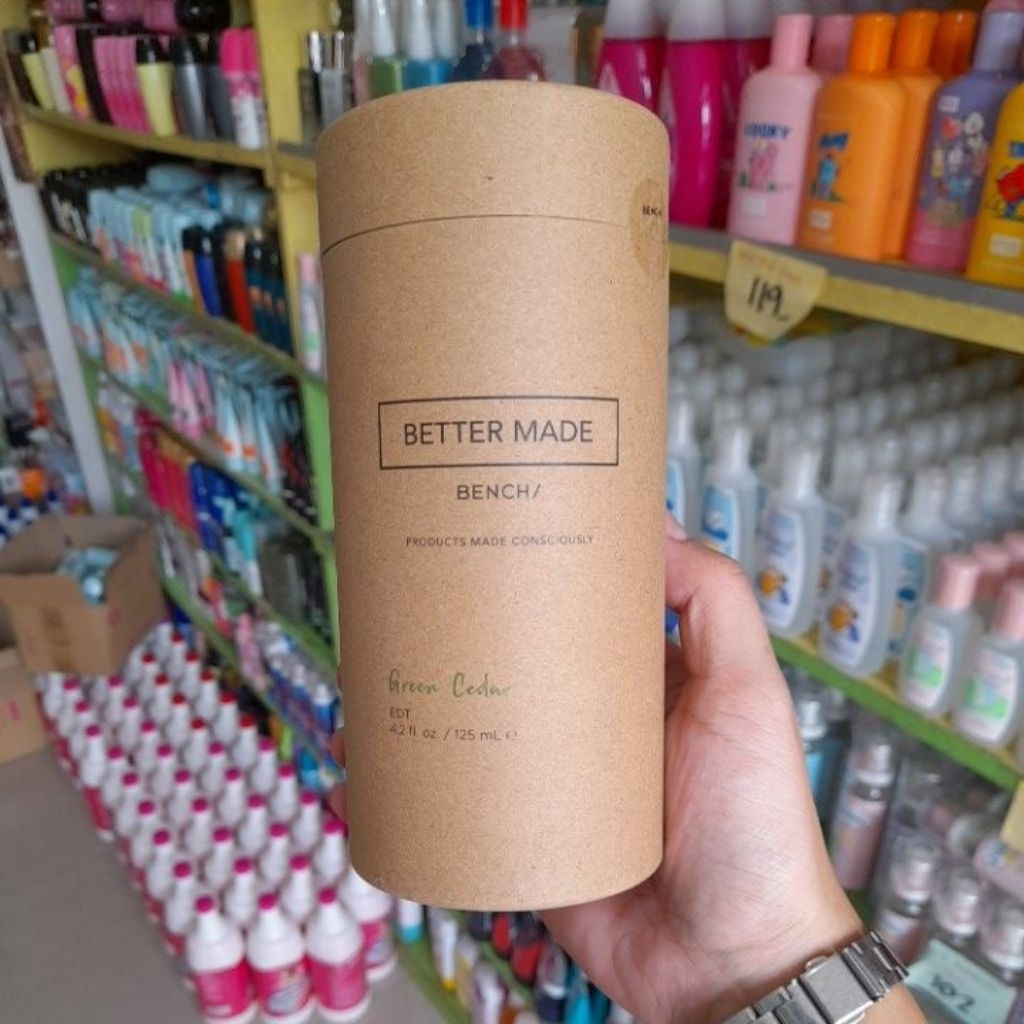 BETTER MADE
BENCH/
PRODUCTS MADE CONSCIOUSLY
Green Cedar
EDT
4.2 fl. oz. / 125 mL ℮
119